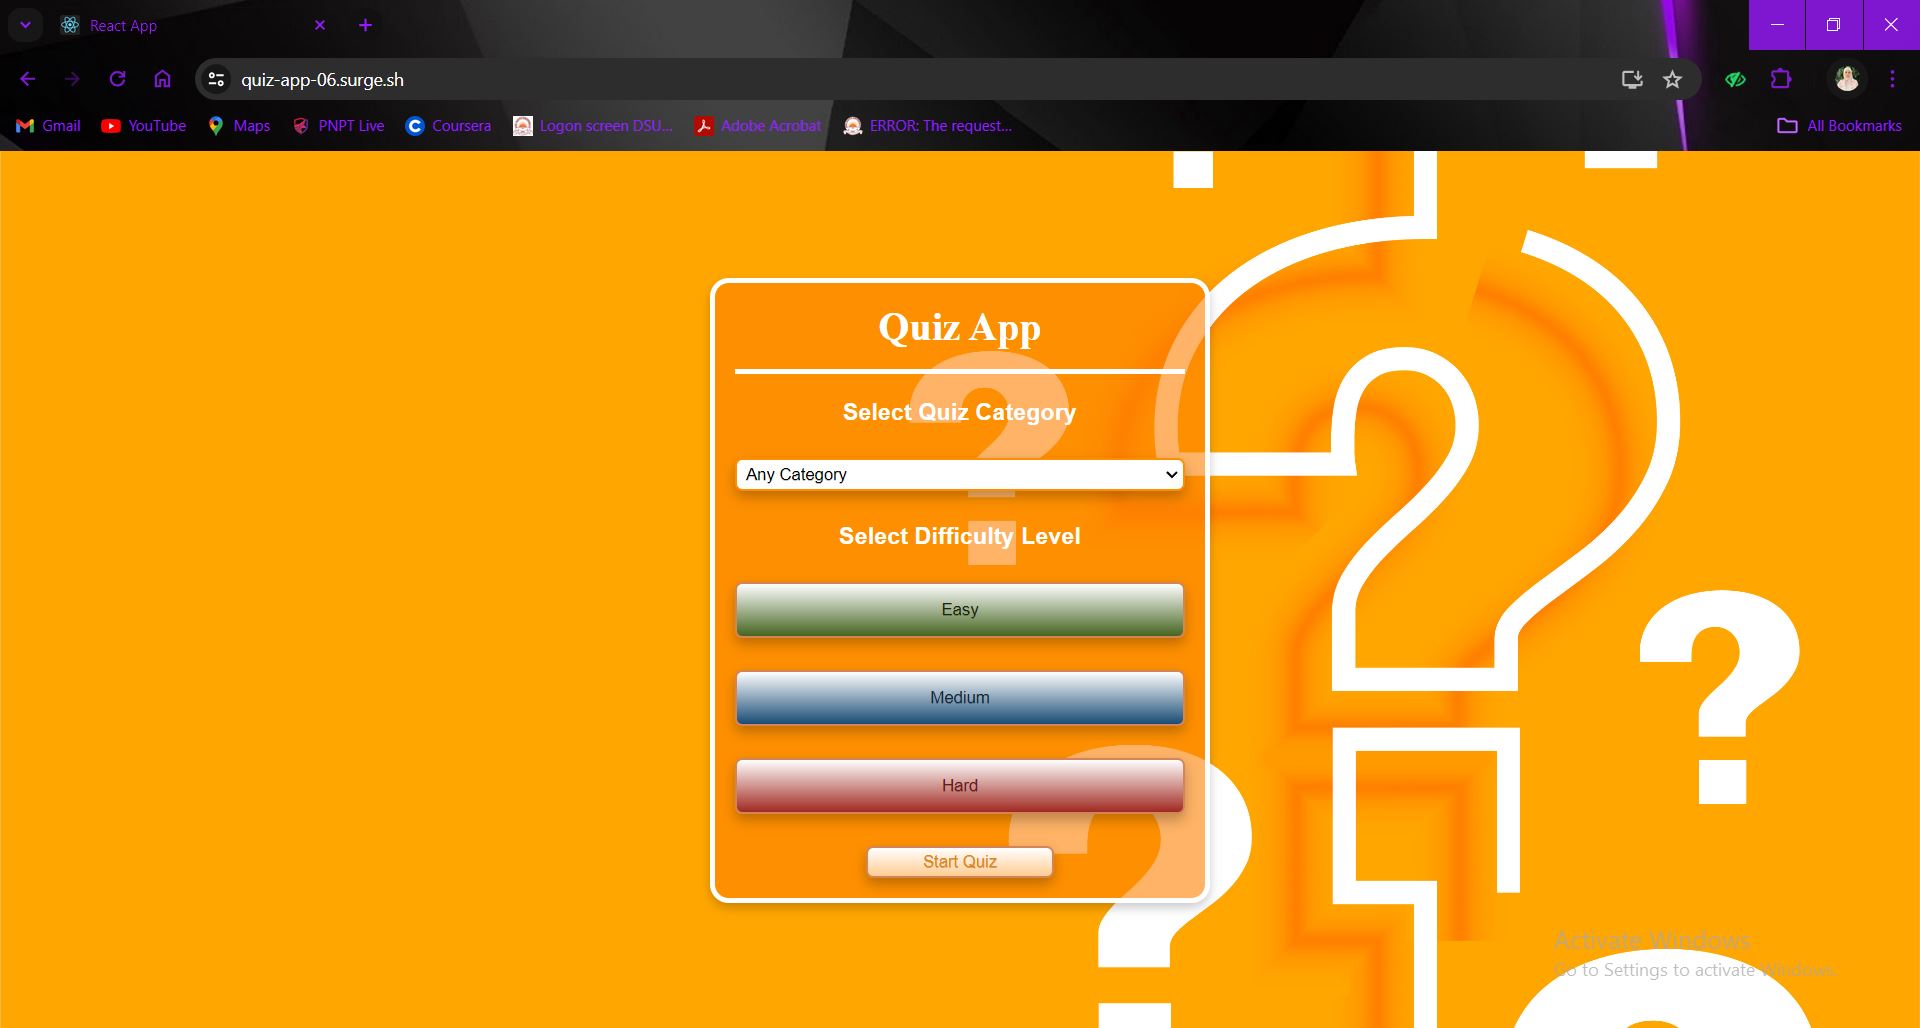 React App
quiz-app-06.surge.sh
Gmail YouTube Maps PNPT Live Coursera Logon screen DSU... Adobe Acrobat ERROR: The request... All Bookmarks
Quiz App
Select Quiz Category
Any Category
Select Difficulty Level
Easy
Medium
Hard
Start Quiz
Activate Windows
Go to Settings to activate Windows.